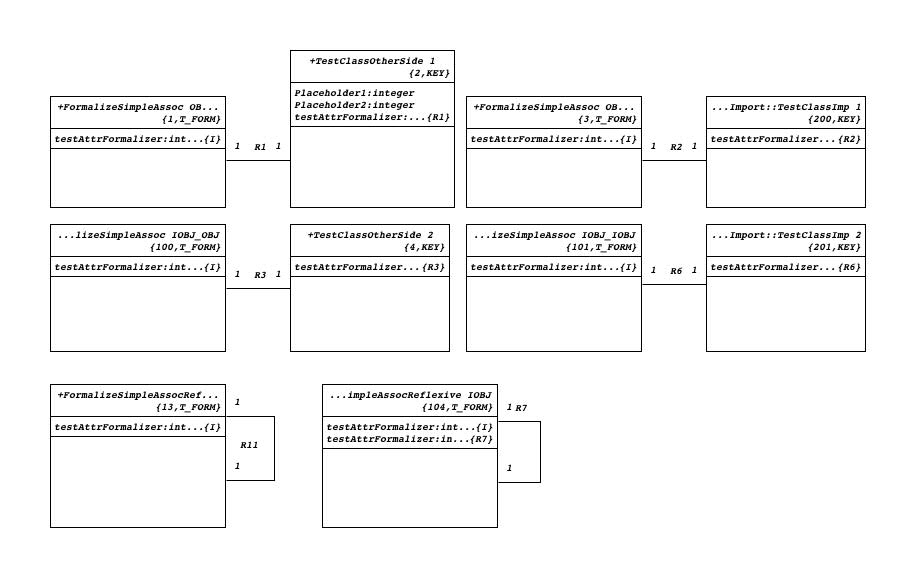 +TestClassOtherSide 1
{2,KEY}
Placeholder1:integer
Placeholder2:integer
testAttrFormalizer:...{R1}
+FormalizeSimpleAssoc OB...
{1,T_FORM}
testAttrFormalizer:int...{I}
1 R1 1
+FormalizeSimpleAssoc OB...
{3,T_FORM}
testAttrFormalizer:int...{I}
1 R2 1
...Import::TestClassImp 1
{200,KEY}
testAttrFormalizer...{R2}
...lizeSimpleAssoc IOBJ_OBJ
{100,T_FORM}
testAttrFormalizer:int...{I}
1 R3 1
+TestClassOtherSide 2
{4,KEY}
testAttrFormalizer...{R3}
...izeSimpleAssoc IOBJ_IOBJ
{101,T_FORM}
testAttrFormalizer:int...{I}
1 R6 1
...Import::TestClassImp 2
{201,KEY}
testAttrFormalizer...{R6}
+FormalizeSimpleAssocRef...
{13,T_FORM}
testAttrFormalizer:int...{I}
1
R11
1
...impleAssocReflexive IOBJ
{104,T_FORM}
testAttrFormalizer:int...{I}
testAttrFormalizer:in...{R7}
1 R7
1